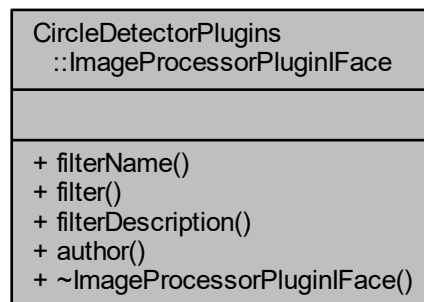 CircleDetectorPlugins
::ImageProcessorPluginIFace
+ filterName()
+ filter()
+ filterDescription()
+ author()
+ ~ImageProcessorPluginIFace()